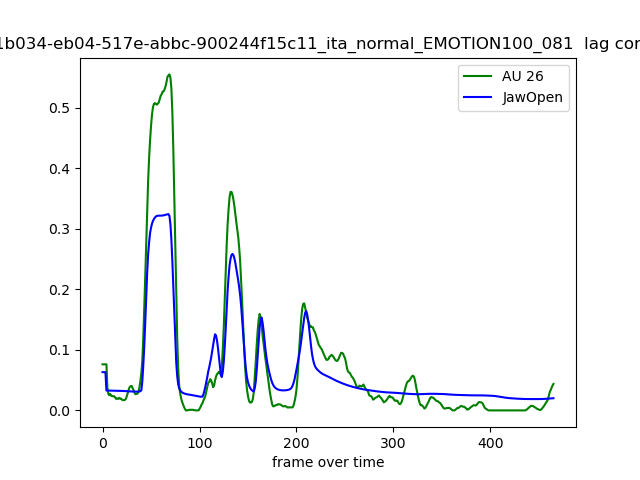 1b034-eb04-517e-abbc-900244f15c11_ita_normal_EMOTION100_081 lag cor
AU 26
JawOpen
0.5
0.4
0.3
0.2
0.1
0.0
0 100 200 300 400
frame over time